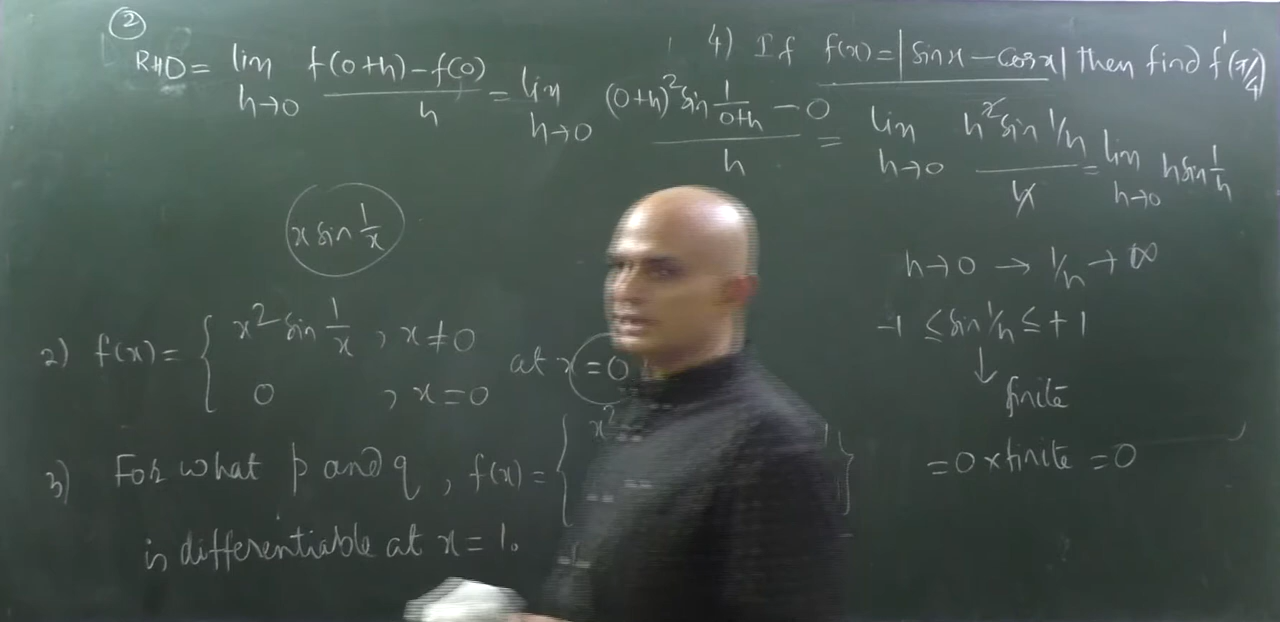 ②
RHD = lim h→0 f(0+h) – f(0) / h = lim h→0 (0+h)² sin 1/0+h – 0 / h = lim h→0 h² sin 1/h / h = lim h→0 h sin 1/h
4) If f(x) = |sinx – cosx| then find f'(π/4)
x sin 1/x
h→0 → 1/h → ∞
-1 ≤ sin 1/h ≤ +1
↓
finite
= 0 × finite = 0
2) f(x) = { x² sin 1/x , x ≠ 0
0 , x = 0
at x = 0
3) For what p and q , f(x) = { x² }
is differentiable at x = 1.